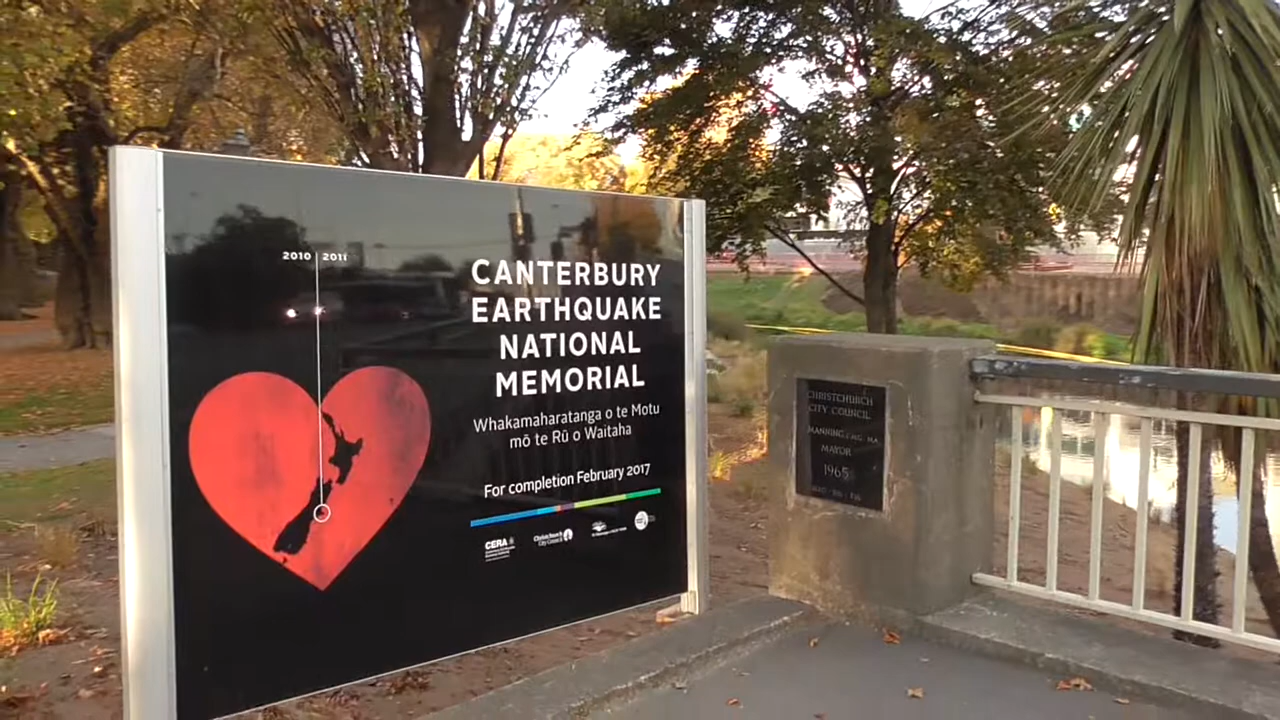 2010 2011
CANTERBURY
EARTHQUAKE
NATIONAL
MEMORIAL
Whakamaharatanga o te Motu
mō te Rū o Waitaha
For completion February 2017
CERA
Christchurch
City Council
CHRISTCHURCH
CITY COUNCIL
MANNING
MAYOR
1965